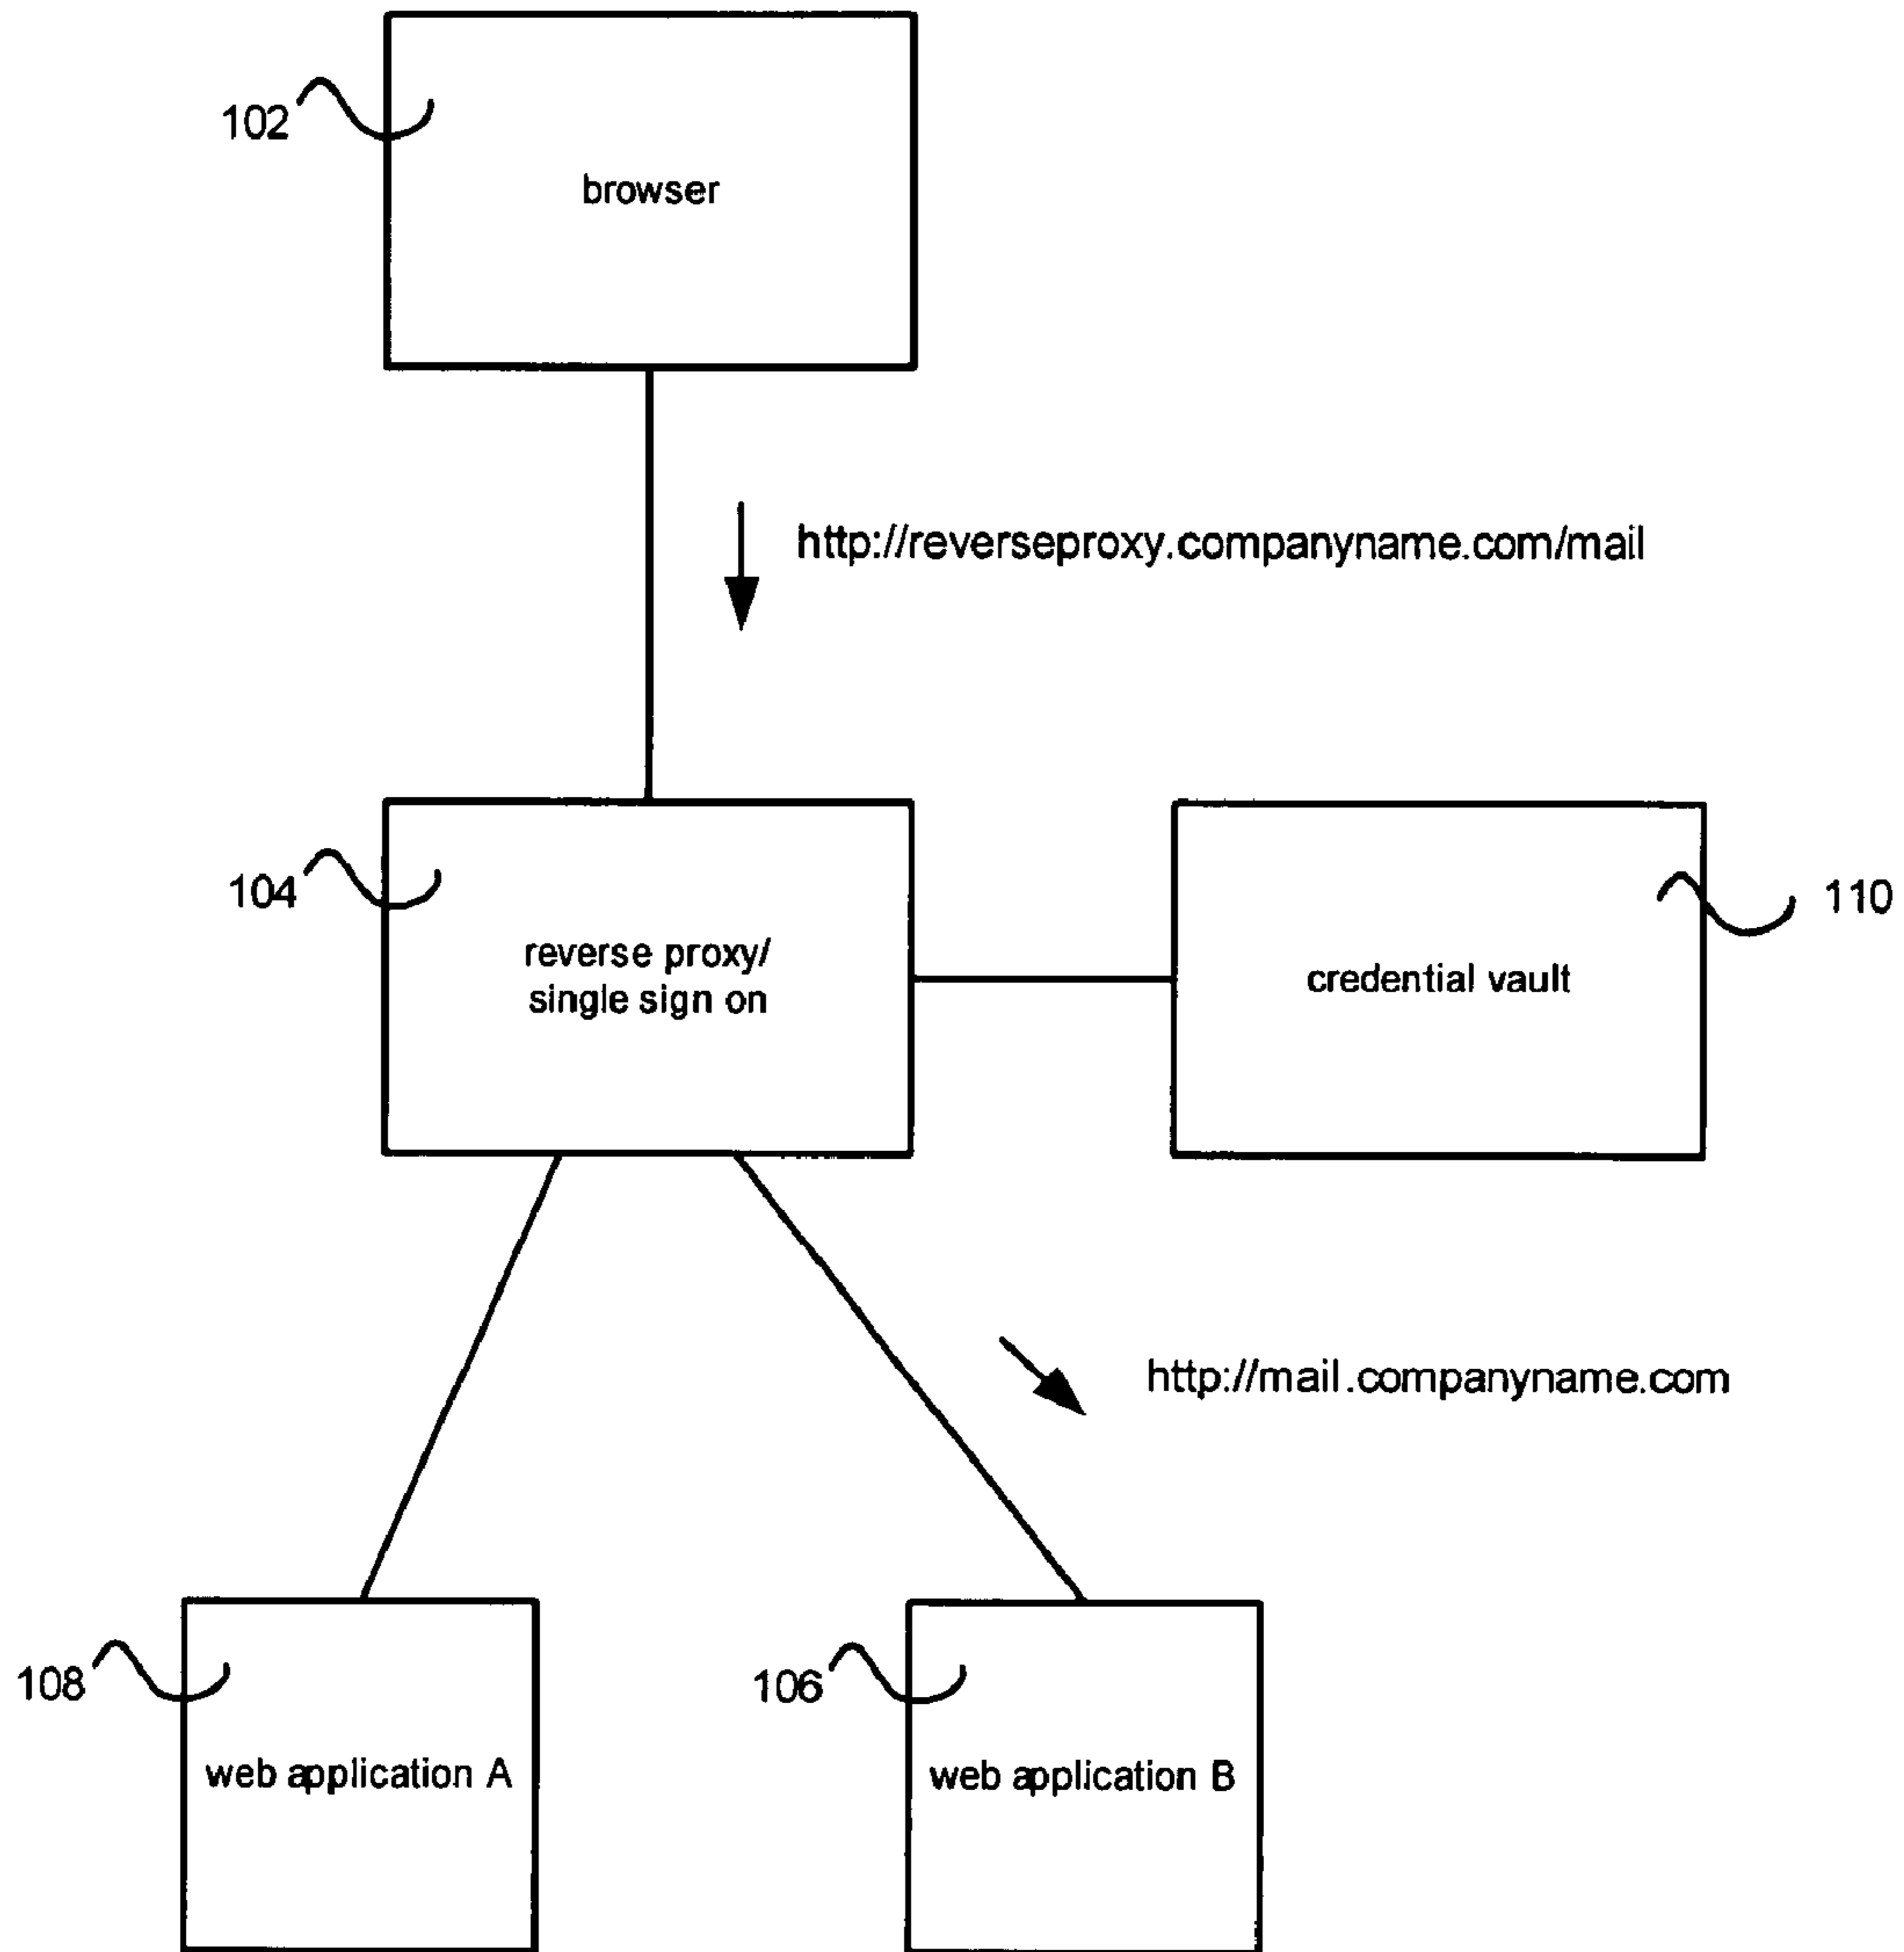 102
browser
http://reverseproxy.companyname.com/mail
104
reverse proxy/
single sign on
credential vault
110
http://mail.companyname.com
108
web application A
106
web application B